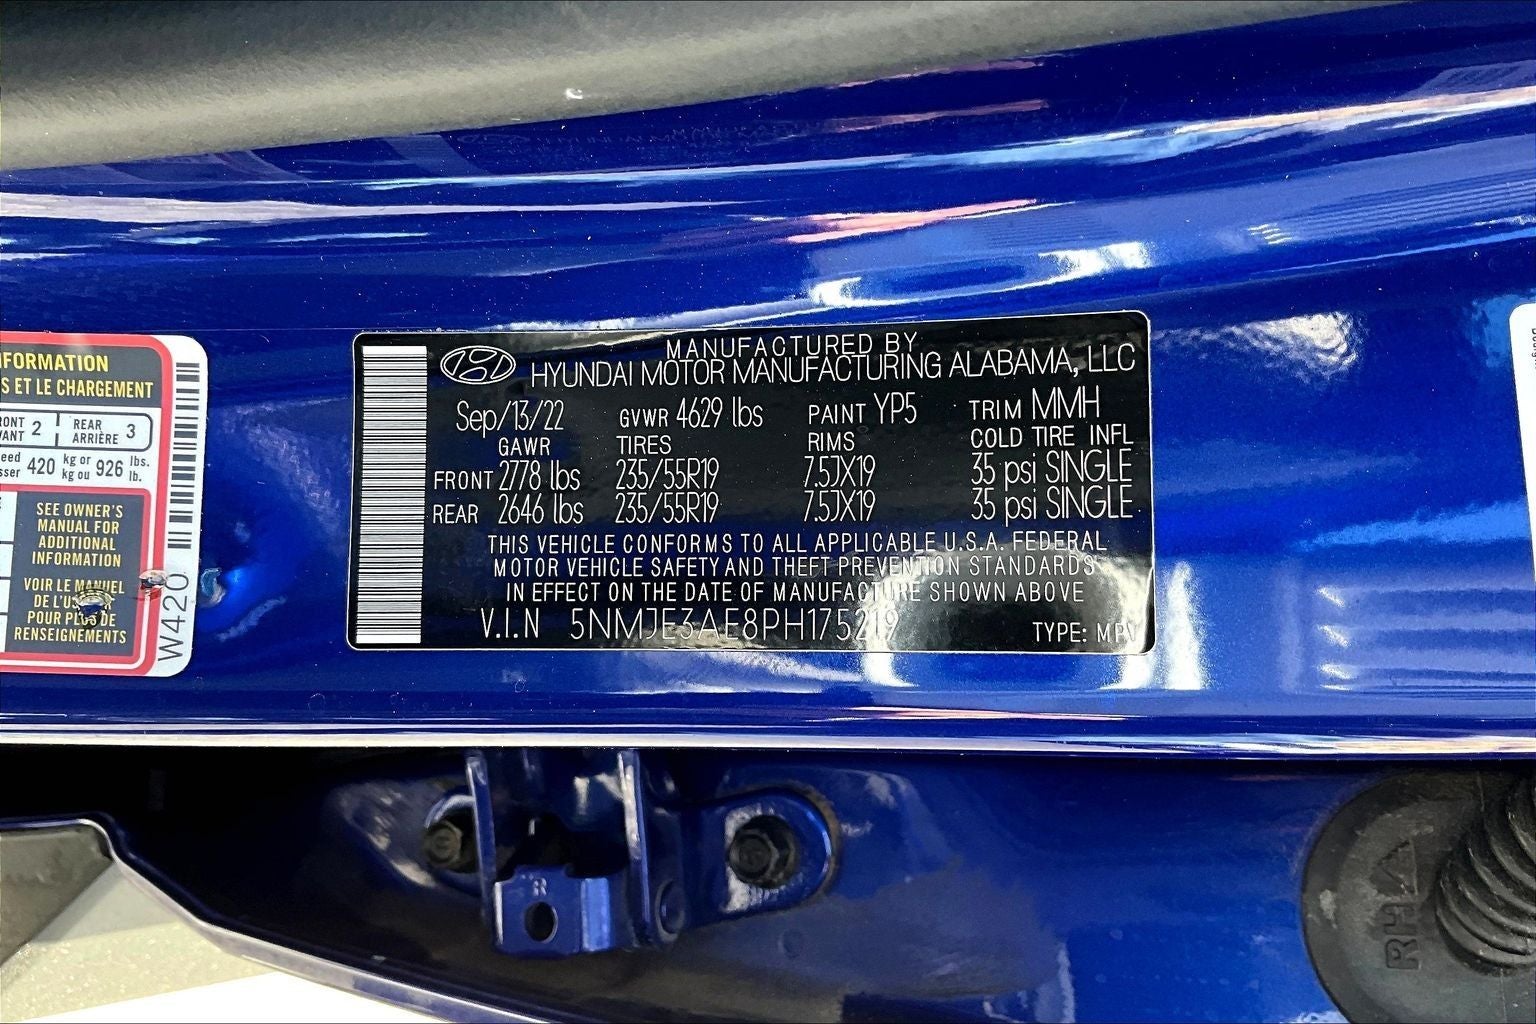 NFORMATION
S ET LE CHARGEMENT
RONT 2 REAR 3
VANT ARRIÈRE
420 kg or 926 lbs.
kg ou lb.
SEE OWNER'S
MANUAL FOR
ADDITIONAL
INFORMATION
VOIR LE MANUEL
DE
POUR PLUS DE
RENSEIGNEMENTS
W420
MANUFACTURED BY
HYUNDAI MOTOR MANUFACTURING ALABAMA, LLC
Sep/13/22 GVWR 4629 lbs PAINT YP5 TRIM MMH
GAWR TIRES RIMS COLD TIRE INFL
FRONT 2778 lbs 235/55R19 7.5JX19 35 psi SINGLE
REAR 2646 lbs 235/55R19 7.5JX19 35 psi SINGLE
THIS VEHICLE CONFORMS TO ALL APPLICABLE U.S.A. FEDERAL
MOTOR VEHICLE SAFETY AND THEFT PREVENTION STANDARDS
IN EFFECT ON THE DATE OF MANUFACTURE SHOWN ABOVE
V.I.N 5NMJE3AE8PH175219 TYPE: MPV
R
RH